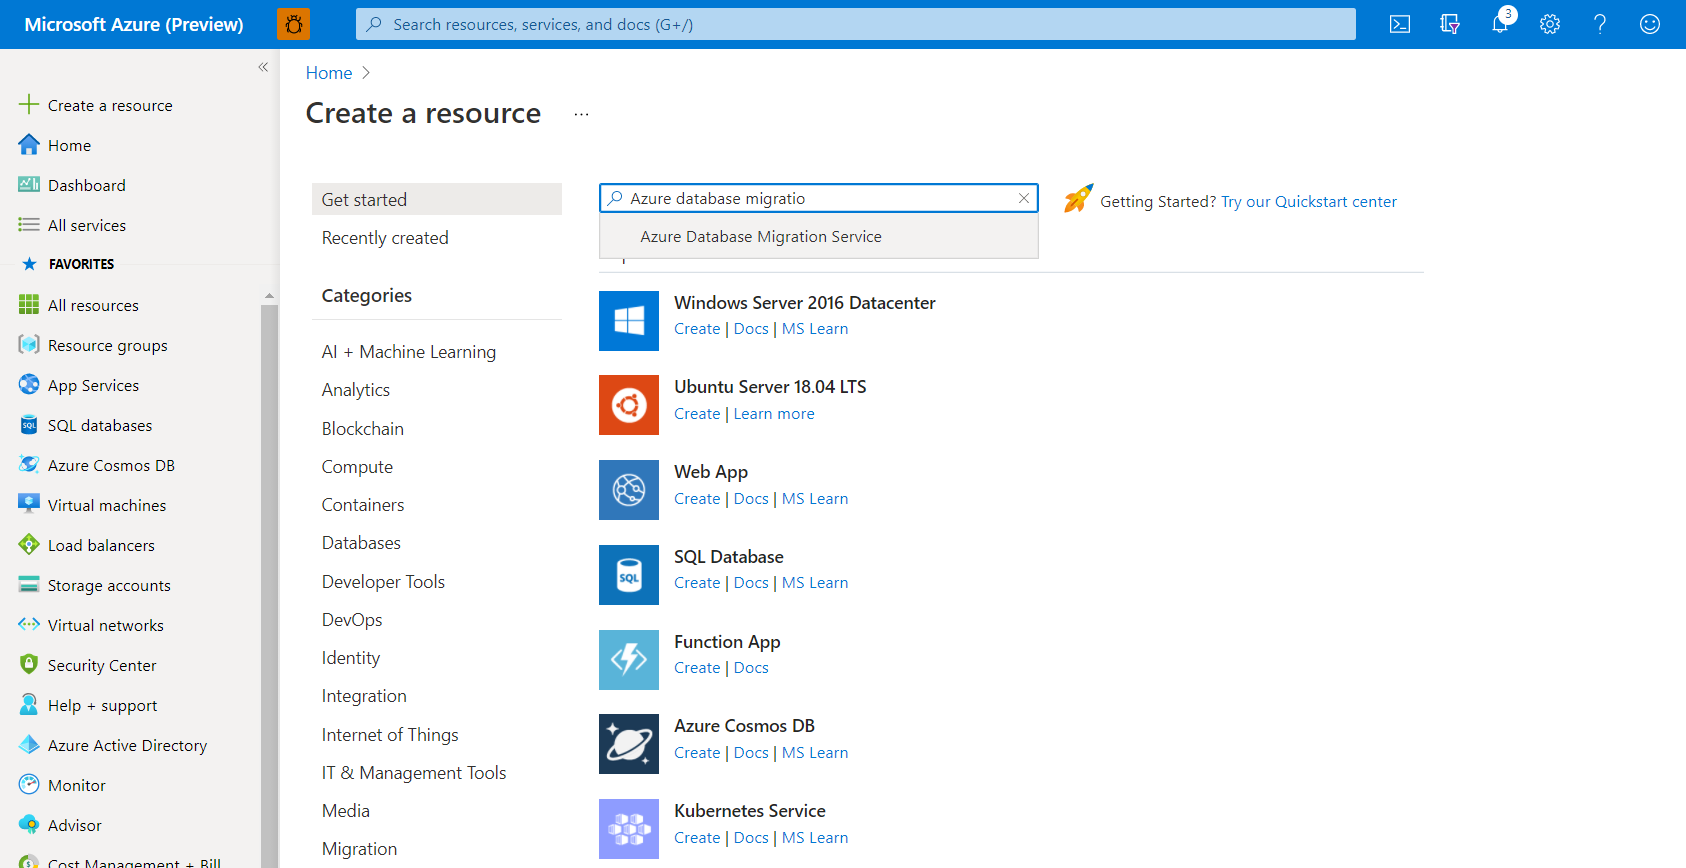 Microsoft Azure (Preview)
Search resources, services, and docs (G+/)
3
Create a resource
Home
Dashboard
All services
FAVORITES
All resources
Resource groups
App Services
SQL databases
Azure Cosmos DB
Virtual machines
Load balancers
Storage accounts
Virtual networks
Security Center
Help + support
Azure Active Directory
Monitor
Advisor
Cost Management + Bill
Home
Create a resource
Get started
Recently created
Categories
AI + Machine Learning
Analytics
Blockchain
Compute
Containers
Databases
Developer Tools
DevOps
Identity
Integration
Internet of Things
IT & Management Tools
Media
Migration
Azure database migratio
Azure Database Migration Service
Getting Started? Try our Quickstart center
Windows Server 2016 Datacenter
Create | Docs | MS Learn
Ubuntu Server 18.04 LTS
Create | Learn more
Web App
Create | Docs | MS Learn
SQL
SQL Database
Create | Docs | MS Learn
Function App
Create | Docs
Azure Cosmos DB
Create | Docs | MS Learn
Kubernetes Service
Create | Docs | MS Learn